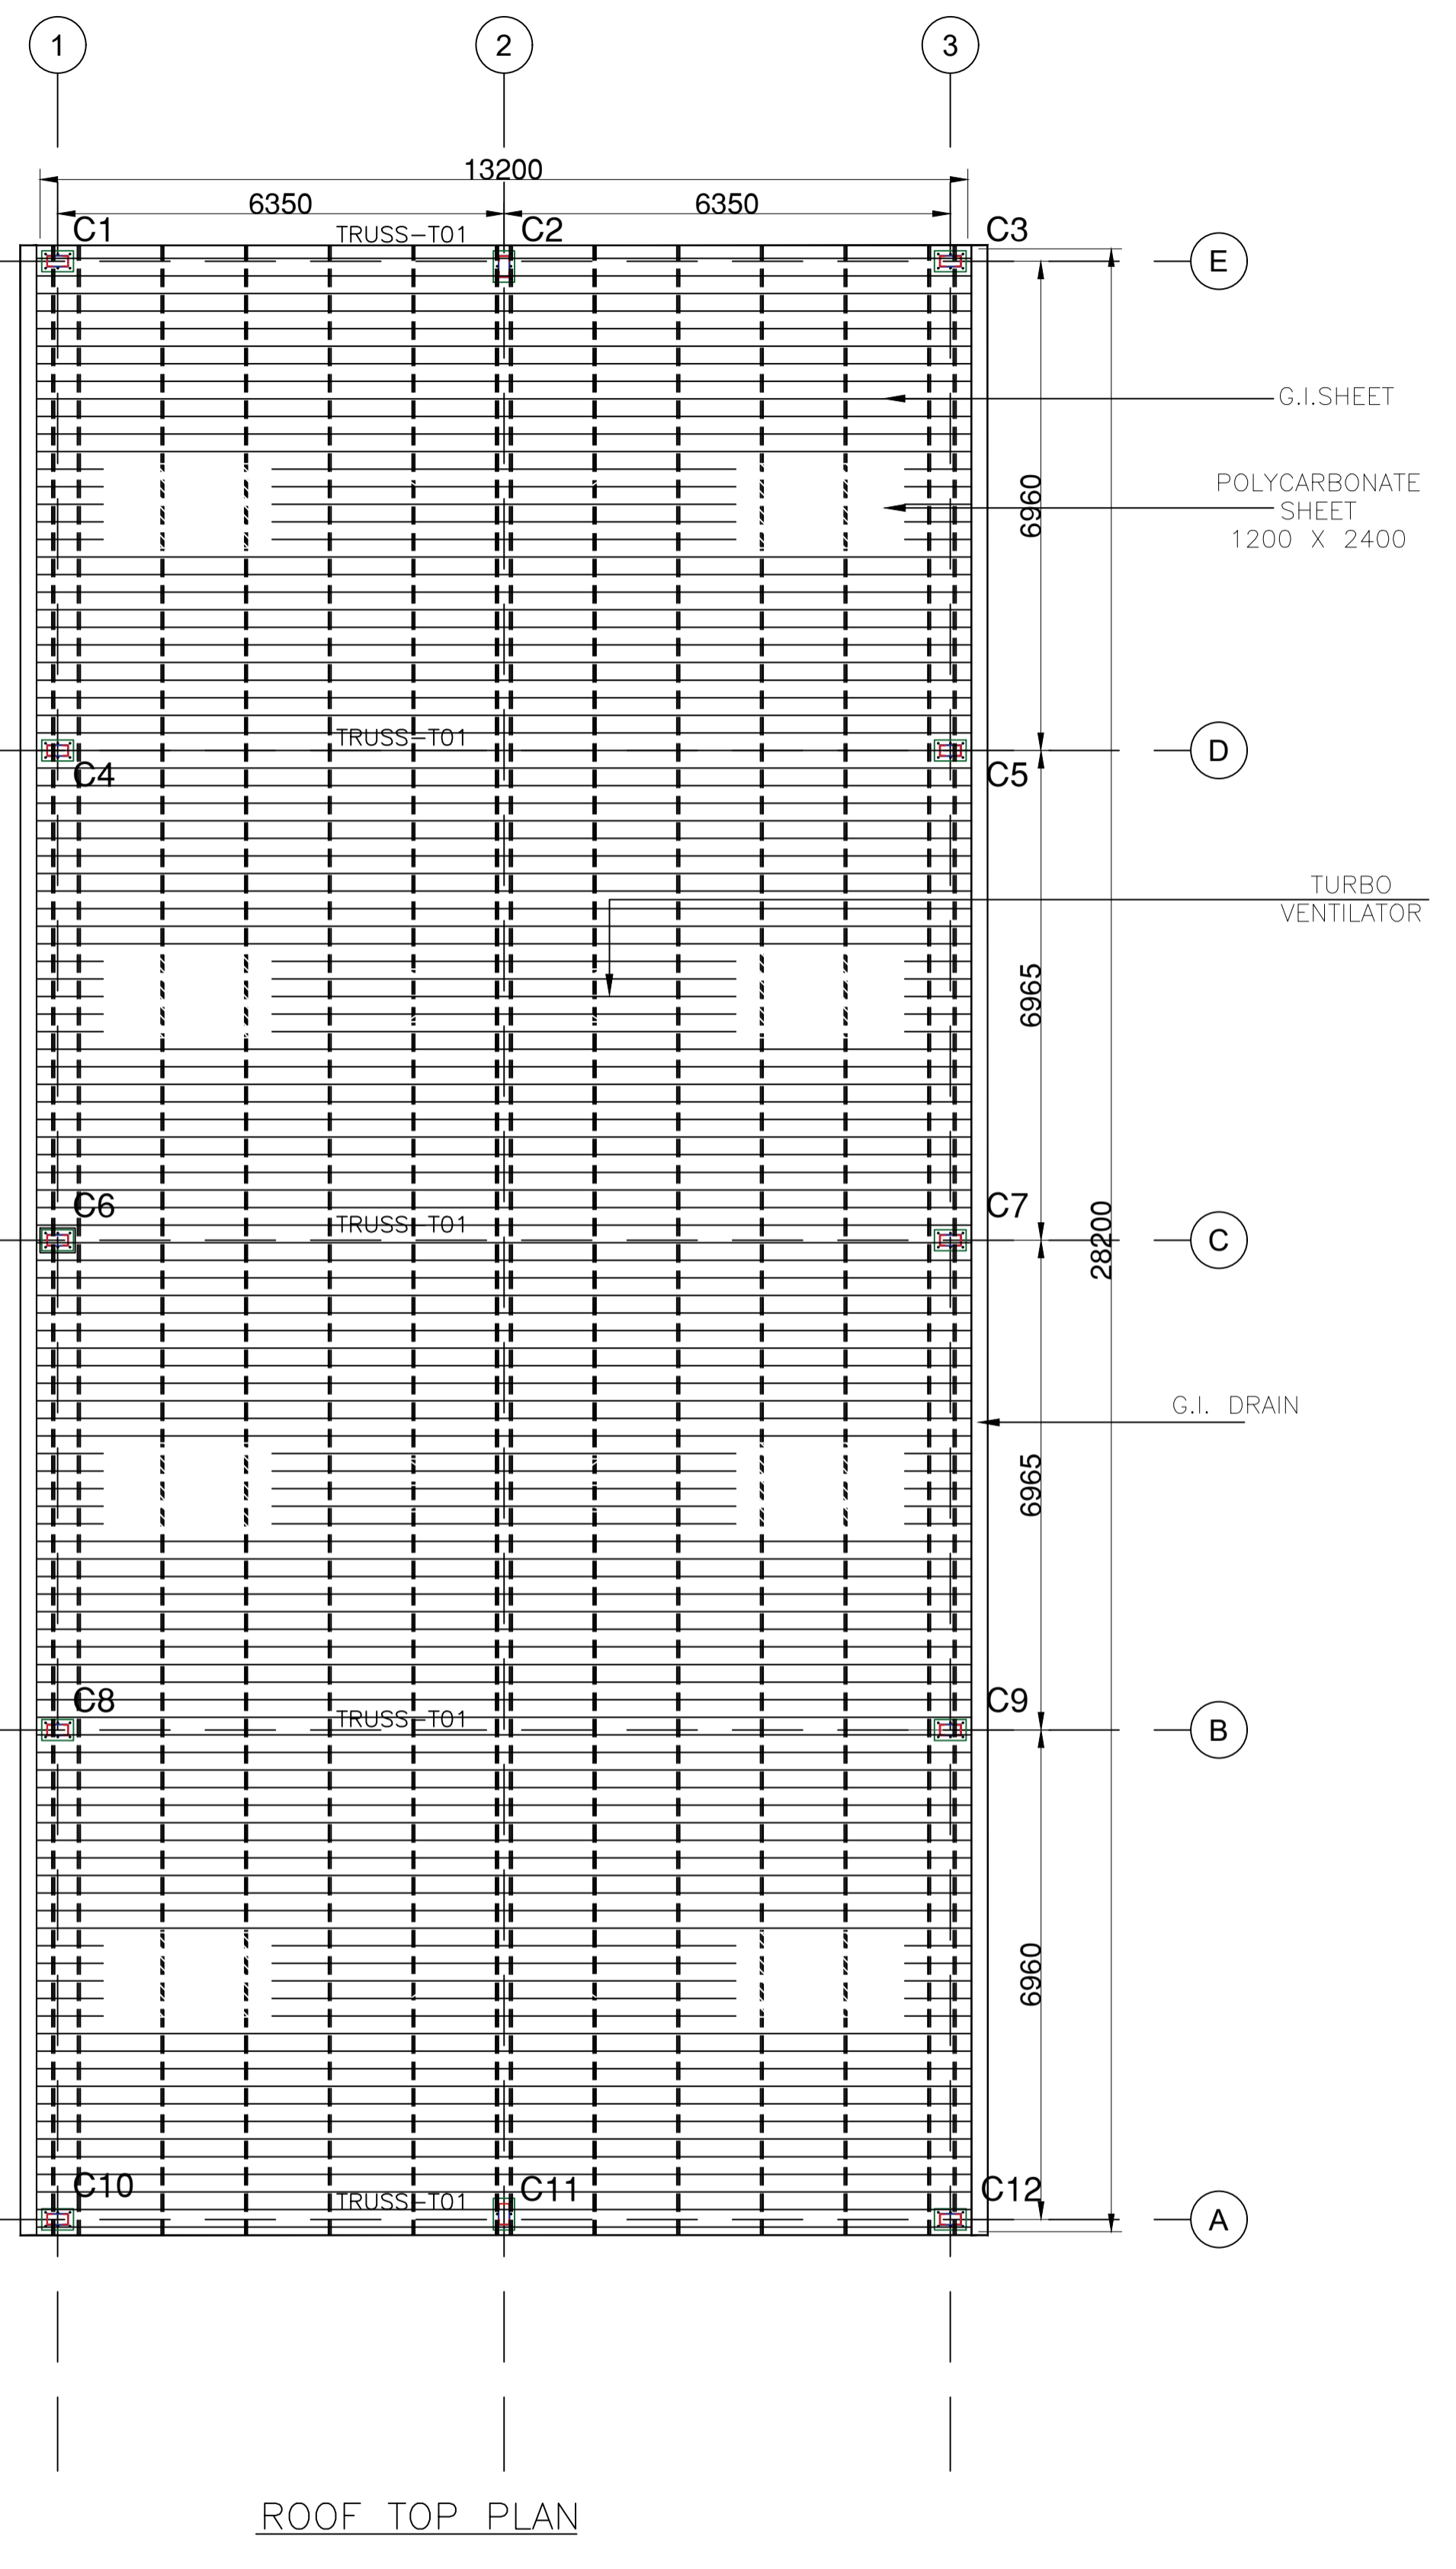 1
2
3
13200
6350
6350
C1
TRUSS-T01
C2
C3
E
G.I.SHEET
6960
POLYCARBONATE
SHEET
1200 X 2400
TRUSS-T01
D
C4
C5
TURBO
VENTILATOR
6965
C6
TRUSS-T01
C7
28200
C
G.I. DRAIN
6965
C8
TRUSS-T01
C9
B
6960
C10
TRUSS-T01
C11
C12
A
ROOF TOP PLAN